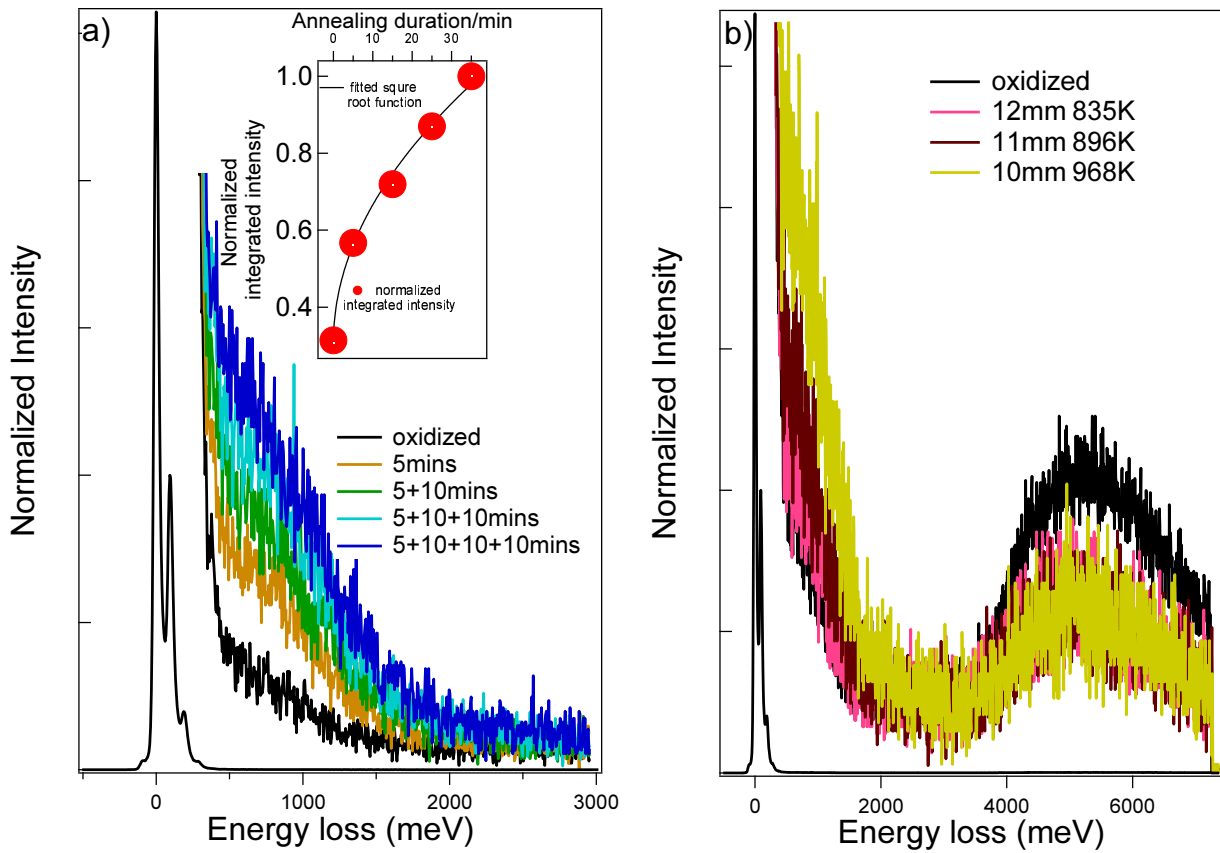 a)
Annealing duration/min
0 10 20 30
1.0
0.8
0.6
0.4
Normalized
integrated intensity
fitted squre
root function
normalized
integrated intensity
oxidized
5mins
5+10mins
5+10+10mins
5+10+10+10mins
Normalized Intensity
0 1000 2000 3000
Energy loss (meV)
b)
oxidized
12mm 835K
11mm 896K
10mm 968K
Normalized Intensity
0 2000 4000 6000
Energy loss (meV)